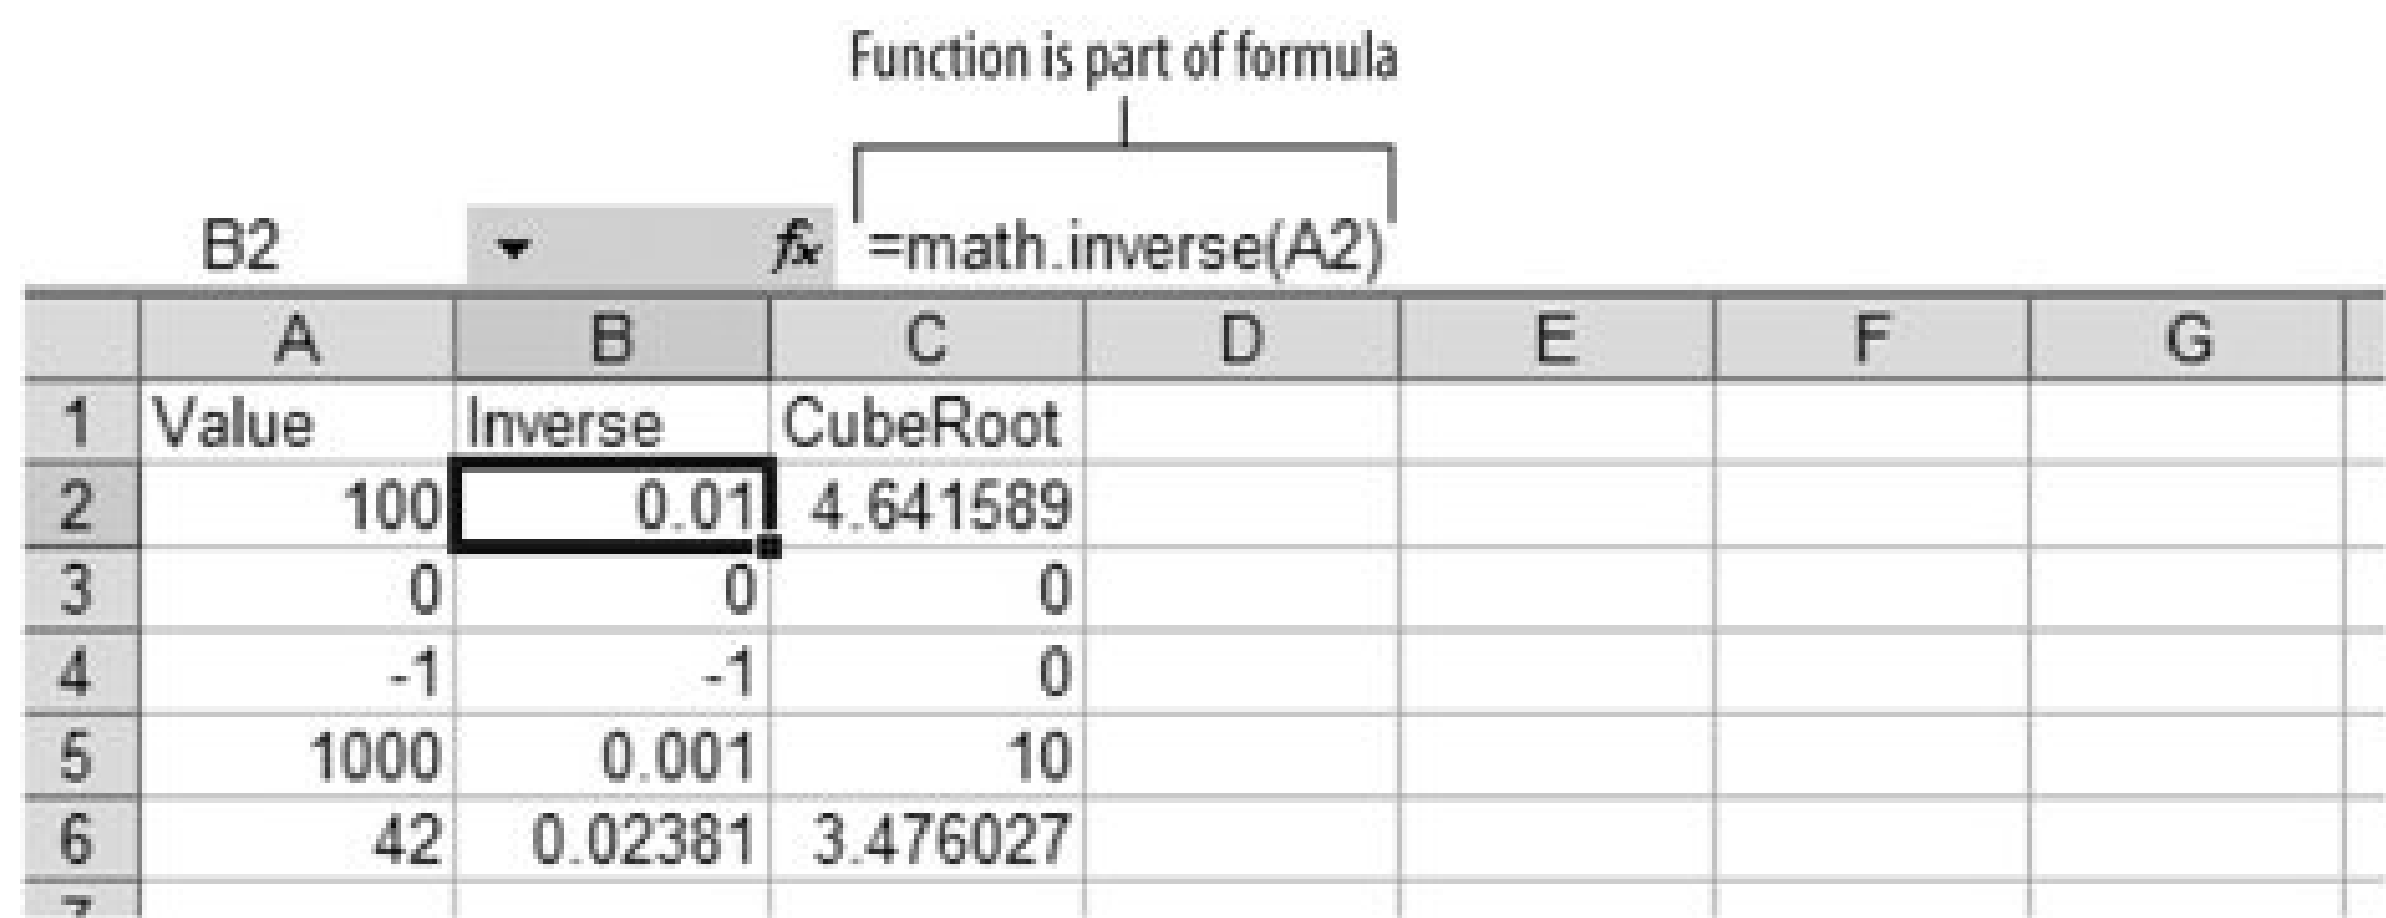 Function is part of formula
B2 fx =math.inverse(A2)
A B C D E F G
1 Value Inverse CubeRoot
2 100 0.01 4.641589
3 0 0 0
4 -1 -1 0
5 1000 0.001 10
6 42 0.02381 3.476027